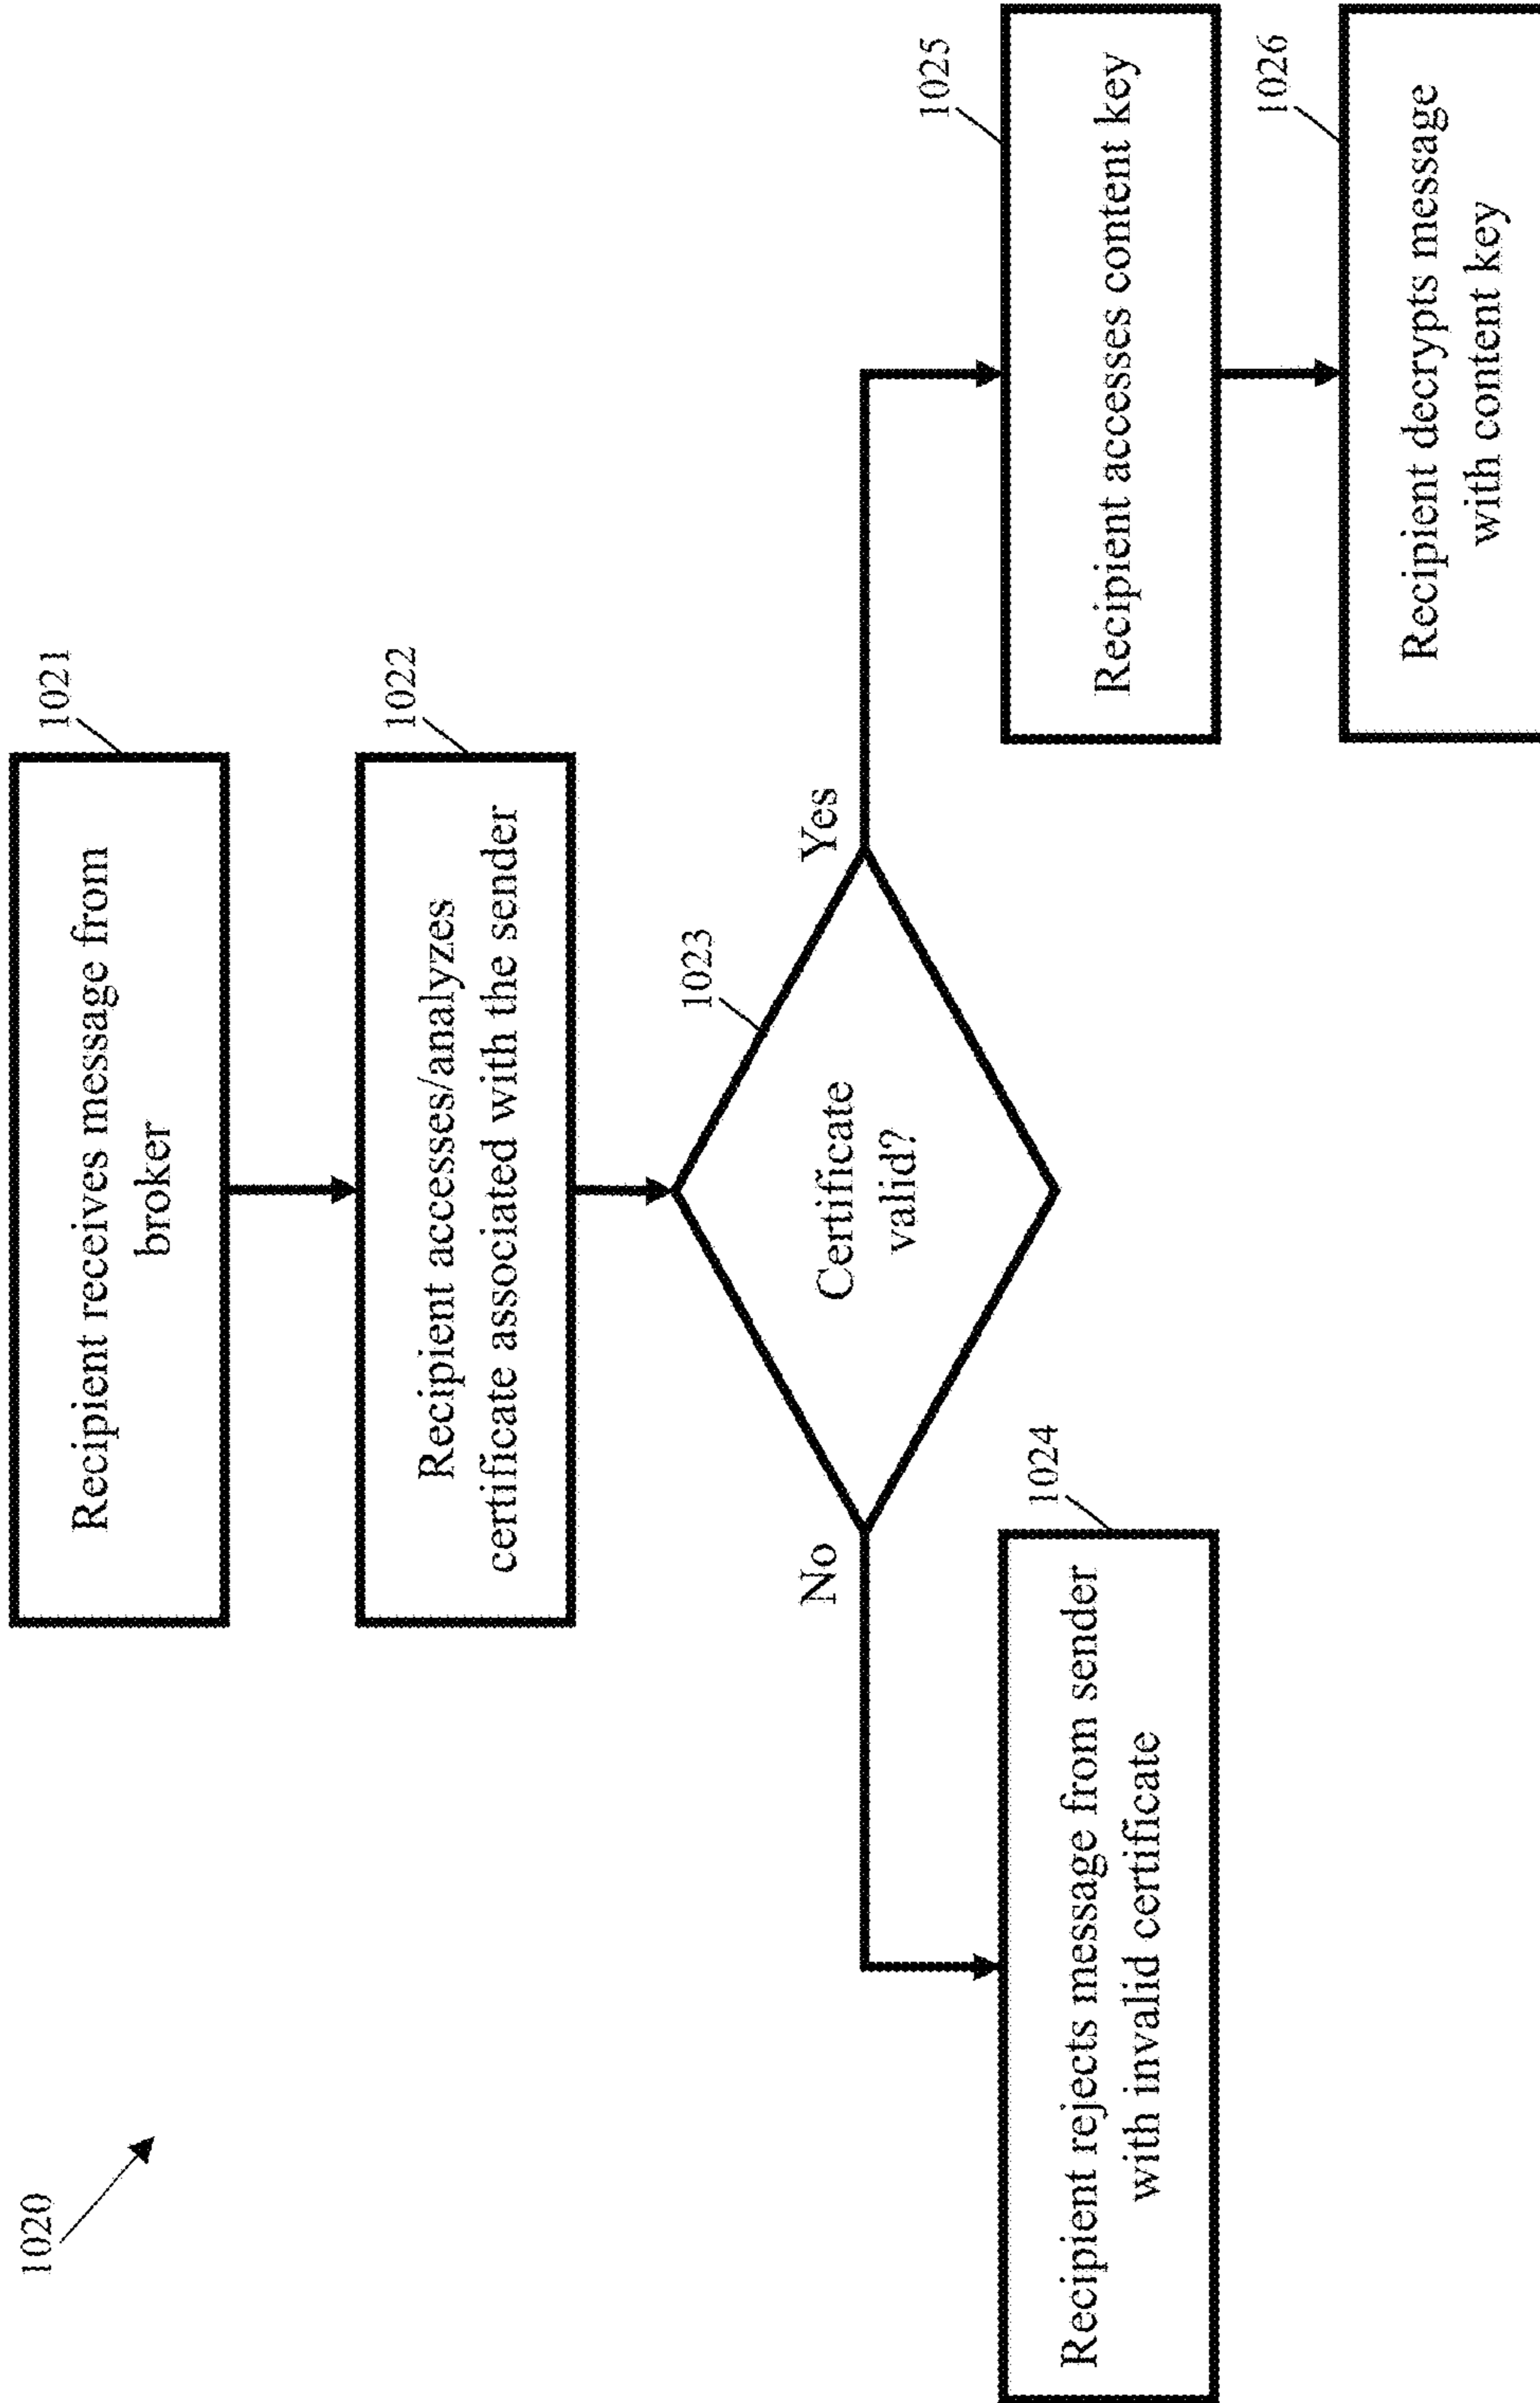 1020
1021
Recipient receives message from
broker
1022
Recipient accesses/analyzes
certificate associated with the sender
1023
Certificate
valid?
No
Yes
1024
Recipient rejects message from sender
with invalid certificate
1025
Recipient accesses content key
1026
Recipient decrypts message
with content key